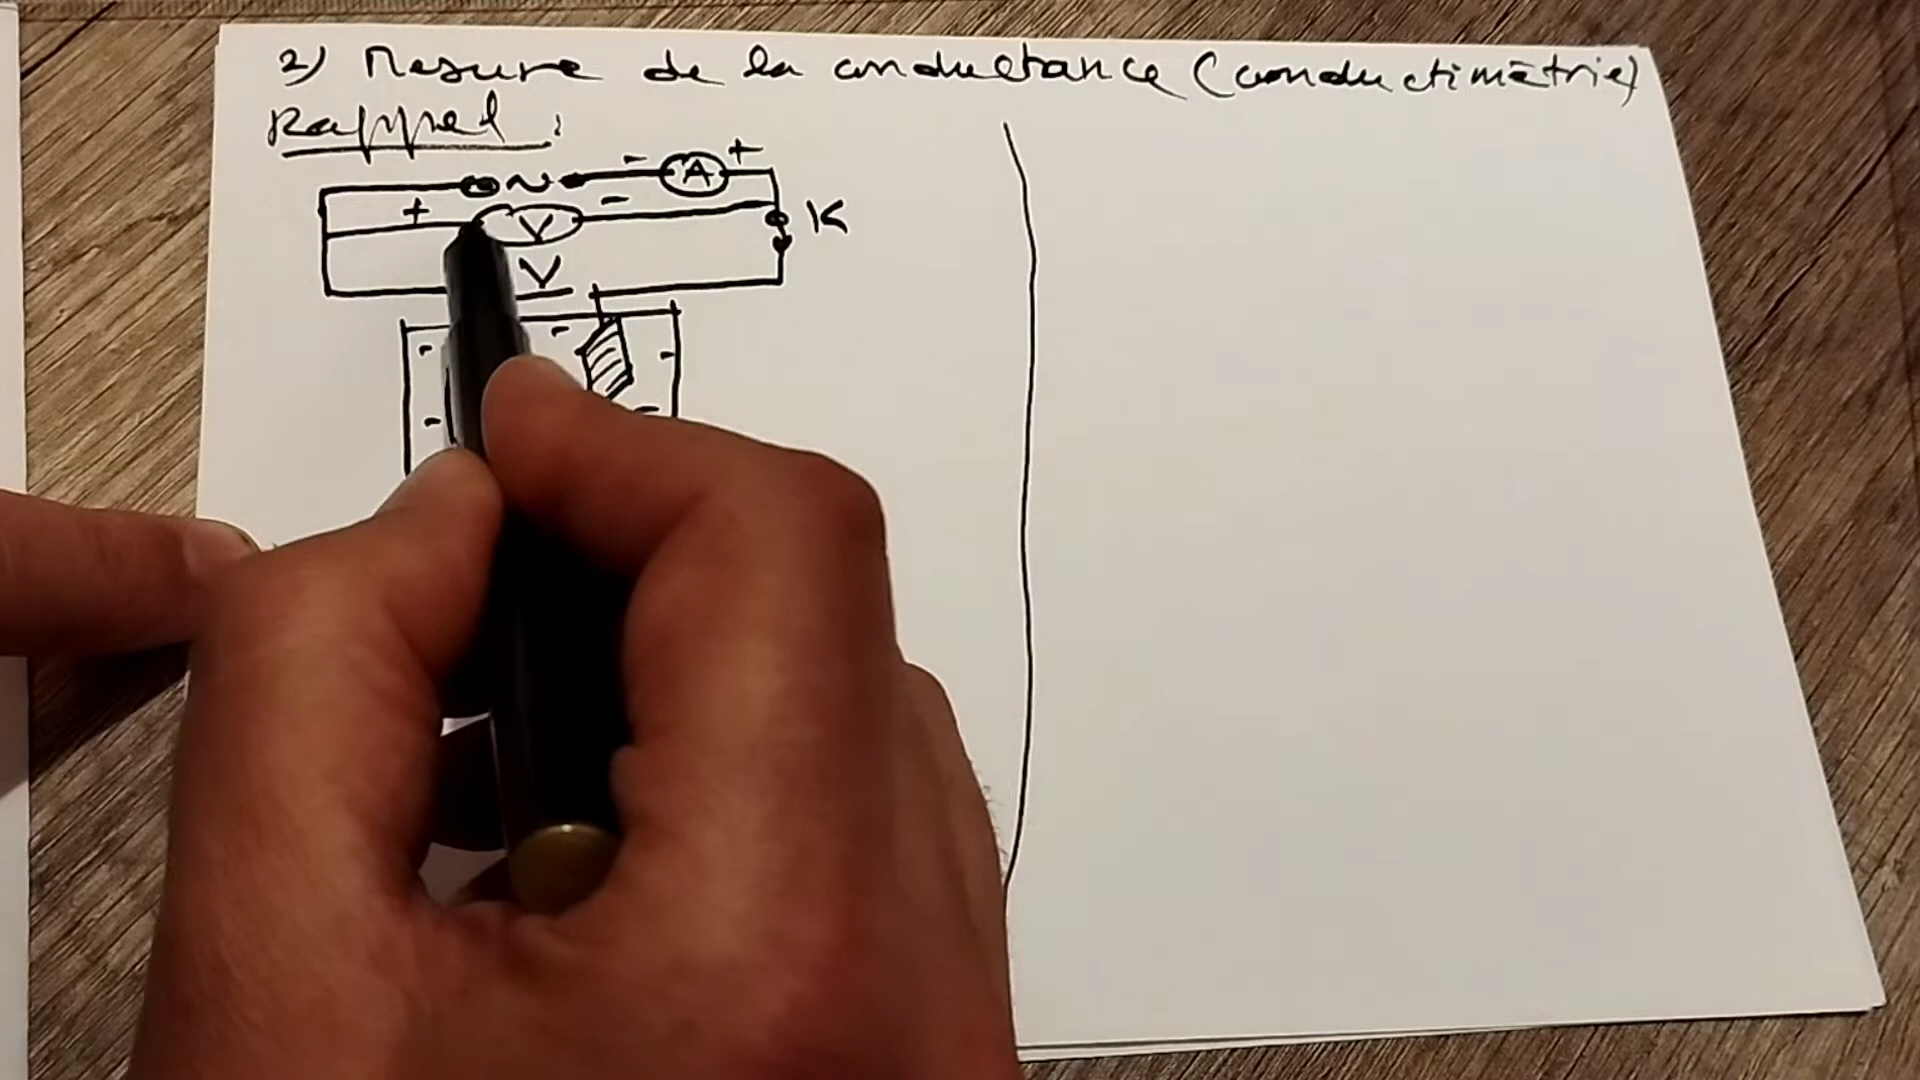 2) Mesure de la conductance (conductimètrie)
Rappel :
- A +
+ V - K
V